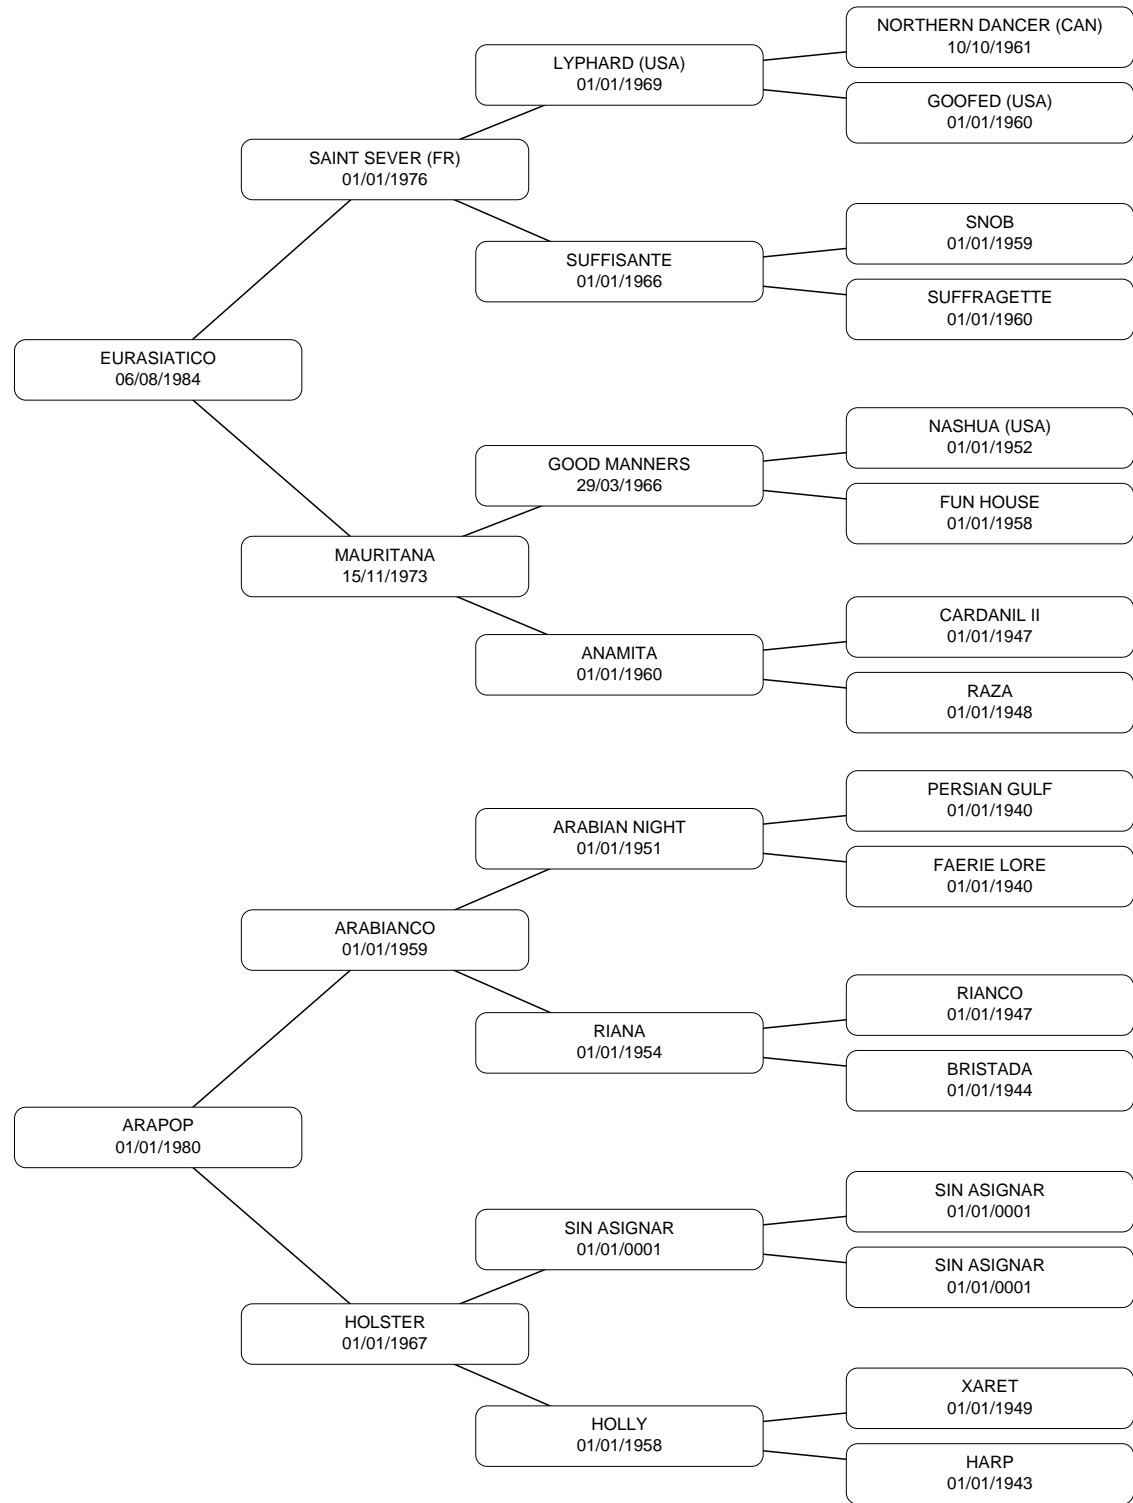 NORTHERN DANCER (CAN)
10/10/1961
LYPHARD (USA)
01/01/1969
GOOFED (USA)
01/01/1960
SAINT SEVER (FR)
01/01/1976
SNOB
01/01/1959
SUFFISANTE
01/01/1966
SUFFRAGETTE
01/01/1960
EURASIATICO
06/08/1984
NASHUA (USA)
01/01/1952
GOOD MANNERS
29/03/1966
FUN HOUSE
01/01/1958
MAURITANA
15/11/1973
CARDANIL II
01/01/1947
ANAMITA
01/01/1960
RAZA
01/01/1948
PERSIAN GULF
01/01/1940
ARABIAN NIGHT
01/01/1951
FAERIE LORE
01/01/1940
ARABIANCO
01/01/1959
RIANCO
01/01/1947
RIANA
01/01/1954
BRISTADA
01/01/1944
ARAPOP
01/01/1980
SIN ASIGNAR
01/01/0001
SIN ASIGNAR
01/01/0001
SIN ASIGNAR
01/01/0001
HOLSTER
01/01/1967
XARET
01/01/1949
HOLLY
01/01/1958
HARP
01/01/1943